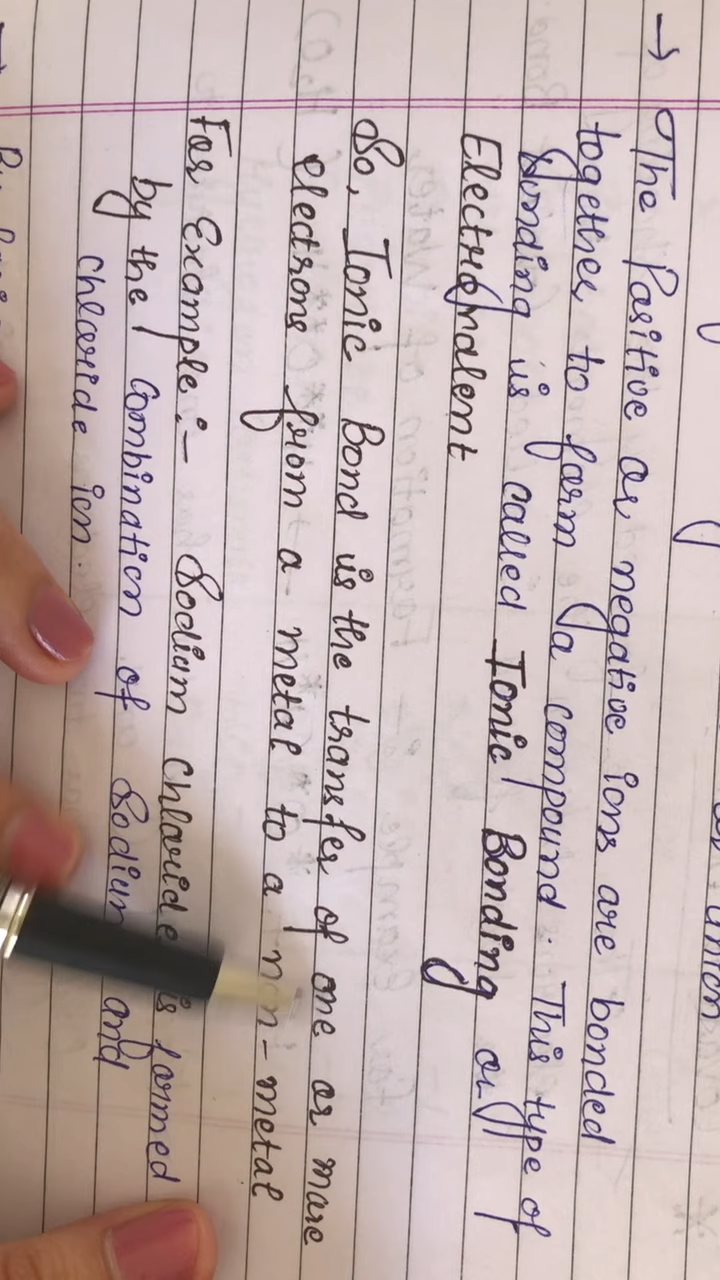 → The Positive or negative ions are bonded
together to form a compound. This type of
Bonding is called Ionic Bonding or
Electrovalent
So, Ionic Bond is the transfer of one or more
electrons from a metal to a non-metal
For Example:- Sodium Chloride is formed
by the Combination of Sodium and
chloride ion.